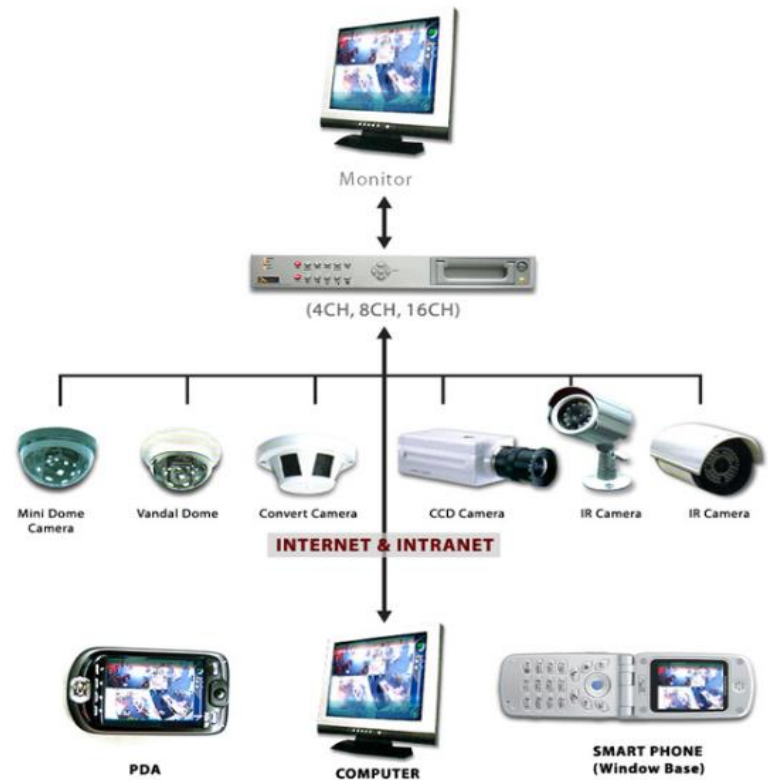 Monitor
(4CH, 8CH, 16CH)
Mini Dome
Camera
Vandal Dome
Convert Camera
CCD Camera
IR Camera
IR Camera
INTERNET & INTRANET
PDA
COMPUTER
SMART PHONE
(Window Base)